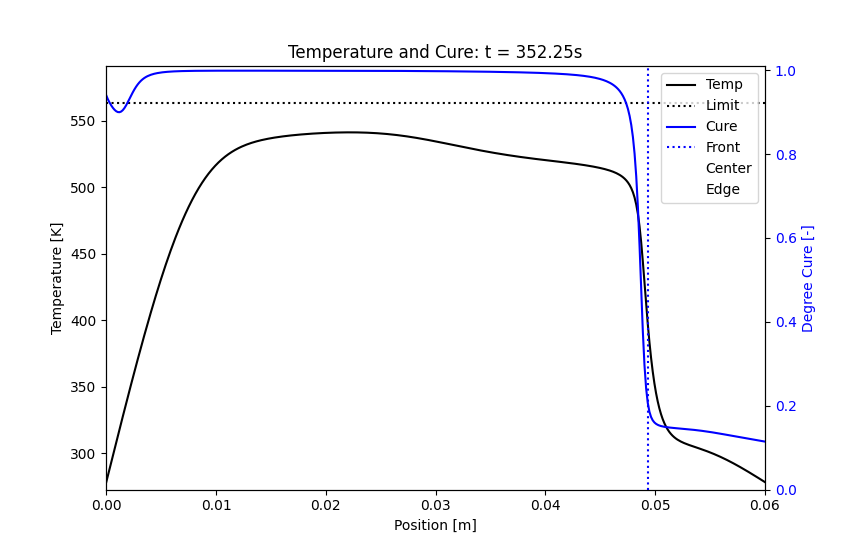 Temperature and Cure: t = 352.25s
Temp
Limit
Cure
Front
Center
Edge
550
500
450
400
350
300
Temperature [K]
1.0
0.8
0.6
0.4
0.2
0.0
Degree Cure [-]
0.00
0.01
0.02
0.03
0.04
0.05
0.06
Position [m]